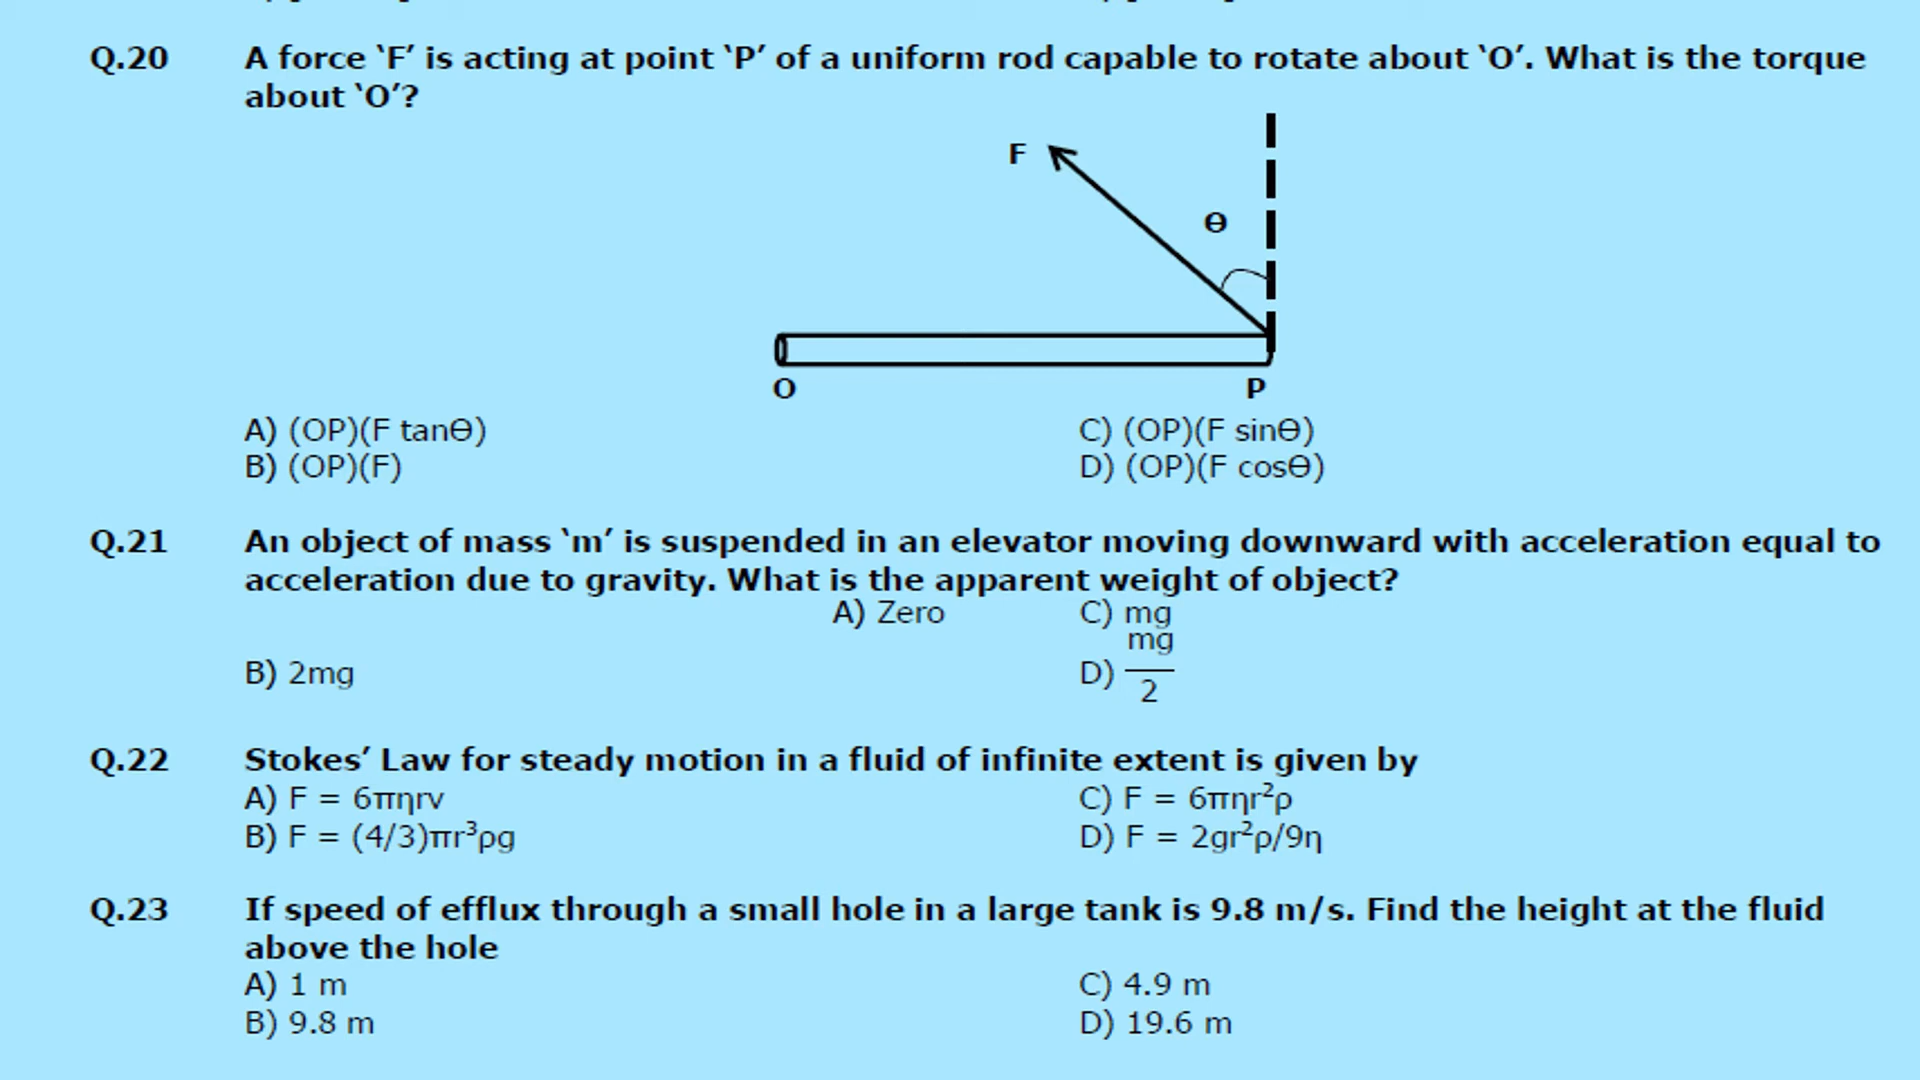 Q.20 A force ‘F’ is acting at point ‘P’ of a uniform rod capable to rotate about ‘O’. What is the torque
about ‘O’?
F
θ
O P
A) (OP)(F tanθ) C) (OP)(F sinθ)
B) (OP)(F) D) (OP)(F cosθ)
Q.21 An object of mass ‘m’ is suspended in an elevator moving downward with acceleration equal to
acceleration due to gravity. What is the apparent weight of object?
A) Zero C) mg
B) 2mg D) mg/2
Q.22 Stokes’ Law for steady motion in a fluid of infinite extent is given by
A) F = 6πηrv C) F = 6πηr²ρ
B) F = (4/3)πr³ρg D) F = 2gr²ρ/9η
Q.23 If speed of efflux through a small hole in a large tank is 9.8 m/s. Find the height at the fluid
above the hole
A) 1 m C) 4.9 m
B) 9.8 m D) 19.6 m